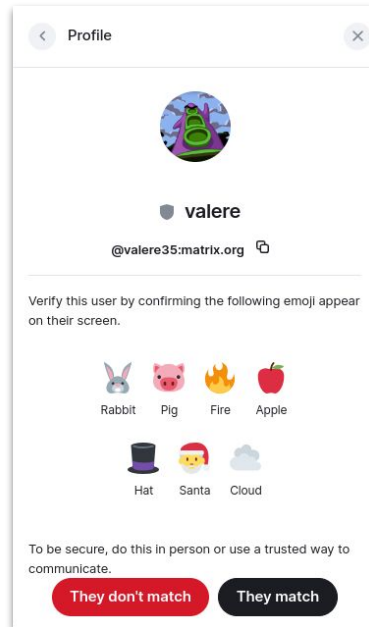 Profile
valere
@valere35:matrix.org
Verify this user by confirming the following emoji appear
on their screen.
Rabbit Pig Fire Apple
Hat Santa Cloud
To be secure, do this in person or use a trusted way to
communicate.
They don't match They match